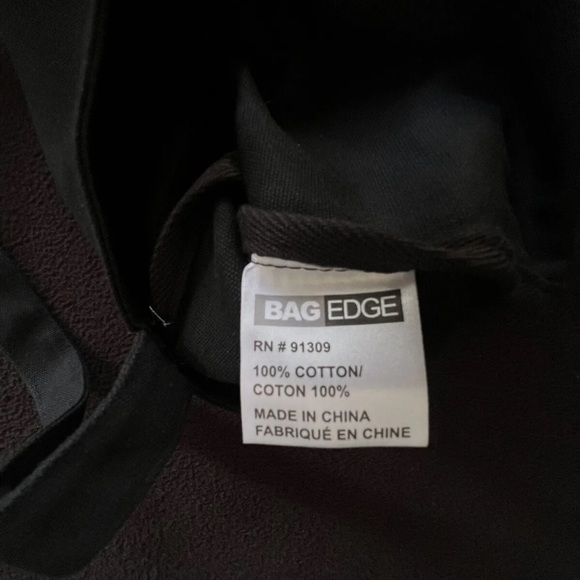 BAG EDGE
RN # 91309
100% COTTON/
COTON 100%
MADE IN CHINA
FABRIQUÉ EN CHINE